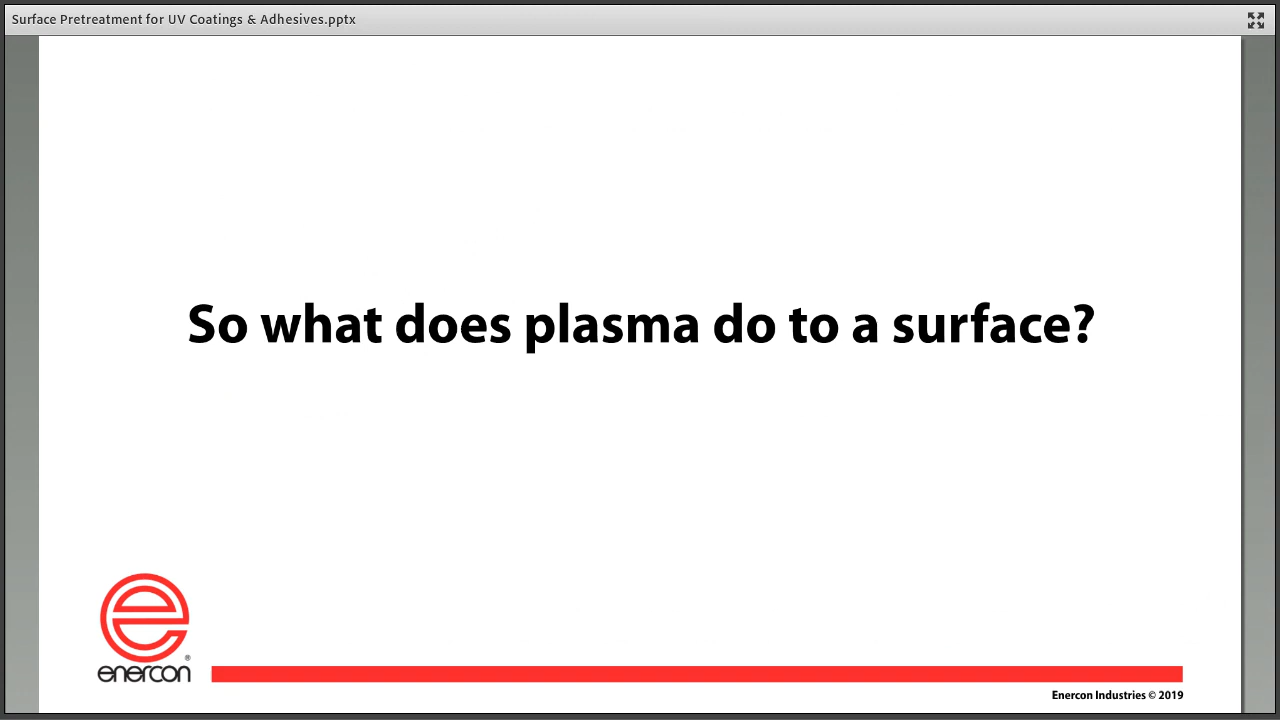 Surface Pretreatment for UV Coatings & Adhesives.pptx
So what does plasma do to a surface?
enercon®
Enercon Industries © 2019